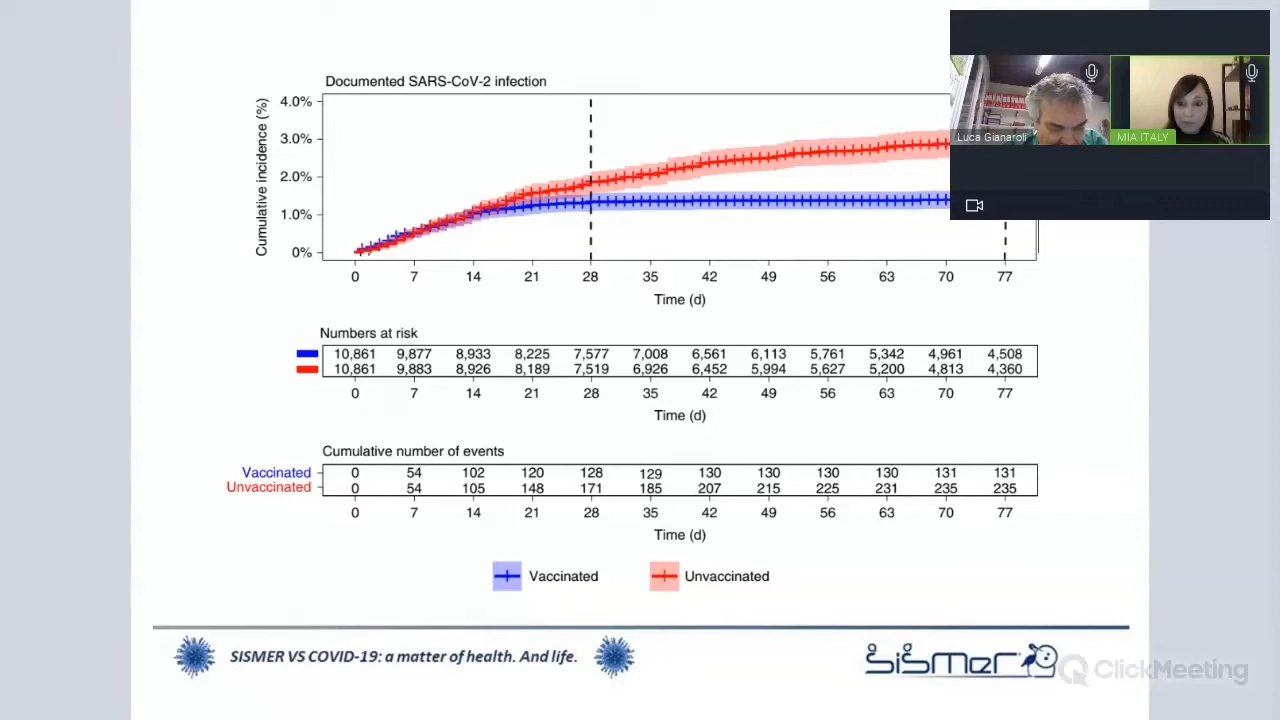 Documented SARS-CoV-2 infection
Cumulative incidence (%)
4.0%
3.0%
2.0%
1.0%
0%
0 7 14 21 28 35 42 49 56 63 70 77
Time (d)
Luca Gianaroli
MIA ITALY
Numbers at risk
10,861 9,877 8,933 8,225 7,577 7,008 6,561 6,113 5,761 5,342 4,961 4,508
10,861 9,883 8,926 8,189 7,519 6,926 6,452 5,994 5,627 5,200 4,813 4,360
0 7 14 21 28 35 42 49 56 63 70 77
Time (d)
Cumulative number of events
Vaccinated 0 54 102 120 128 129 130 130 130 130 131 131
Unvaccinated 0 54 105 148 171 185 207 215 225 231 235 235
0 7 14 21 28 35 42 49 56 63 70 77
Time (d)
Vaccinated Unvaccinated
SISMER VS COVID-19: a matter of health. And life.
SiSmer
ClickMeeting